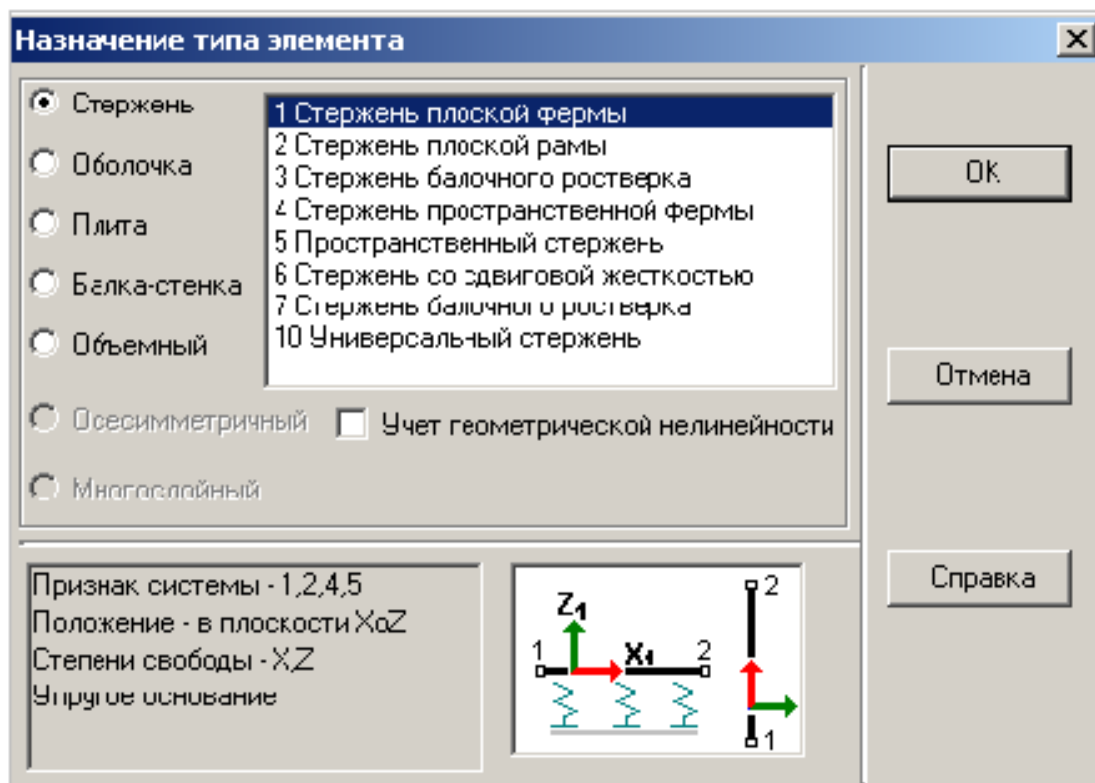 Назначение типа элемента
Стержень
Оболочка
Плита
Балка-стенка
Объемный
Осесимметричный
Многослойный
1 Стержень плоской фермы
2 Стержень плоской рамы
3 Стержень балочного ростверка
4 Стержень пространственной фермы
5 Пространственный стержень
6 Стержень со сдвиговой жесткостью
7 Стержень балочного ростверка
10 Универсальный стержень
Учет геометрической нелинейности
OK
Отмена
Справка
Признак системы - 1,2,4,5
Положение - в плоскости XoZ
Степени свободы - X,Z
Упругое основание
Z1
1
X1
2
2
1